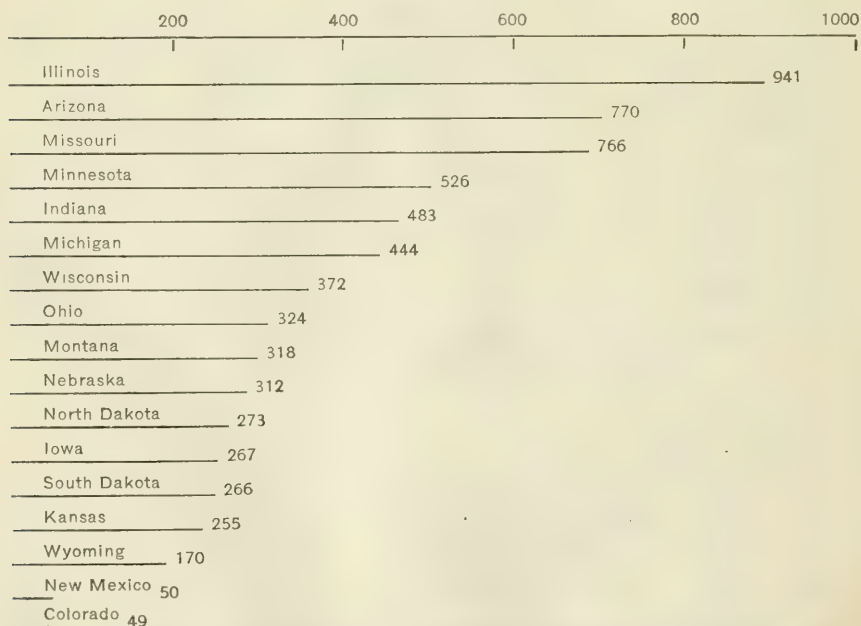 200 400 600 800 1000
Illinois 941
Arizona 770
Missouri 766
Minnesota 526
Indiana 483
Michigan 444
Wisconsin 372
Ohio 324
Montana 318
Nebraska 312
North Dakota 273
Iowa 267
South Dakota 266
Kansas 255
Wyoming 170
New Mexico 50
Colorado 49